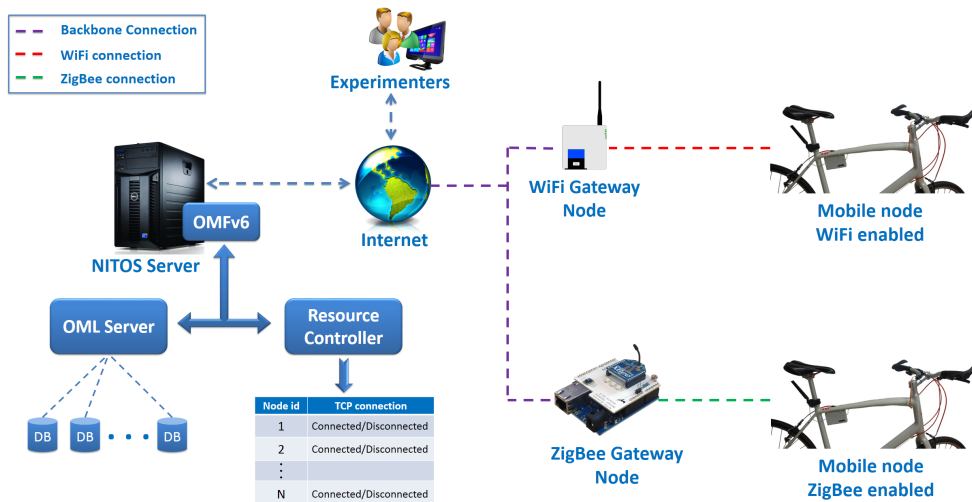 Backbone Connection
WiFi connection
ZigBee connection
Experimenters
Internet
OMFv6
NITOS Server
OML Server
Resource
Controller
DB
DB
DB
Node id TCP connection
1 Connected/Disconnected
2 Connected/Disconnected
N Connected/Disconnected
WiFi Gateway
Node
Mobile node
WiFi enabled
ZigBee Gateway
Node
Mobile node
ZigBee enabled